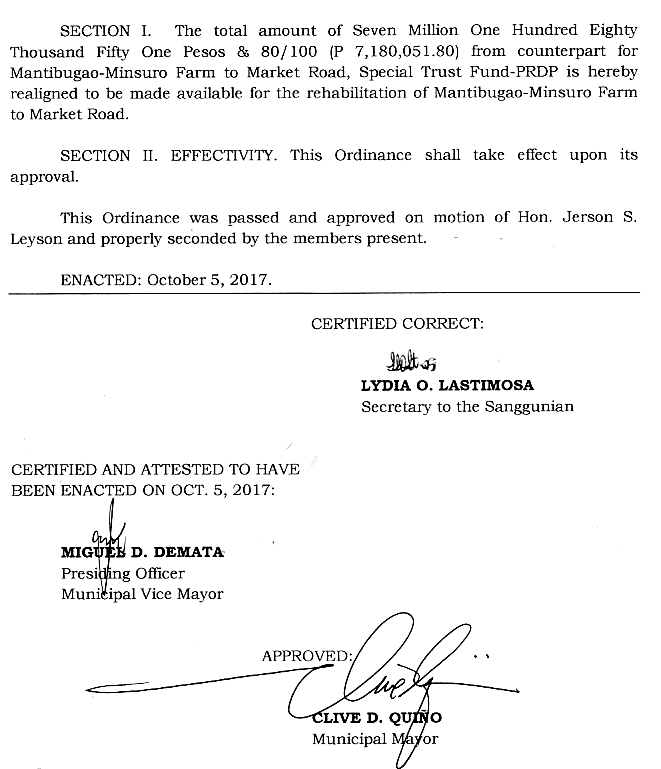 SECTION I. The total amount of Seven Million One Hundred Eighty
Thousand Fifty One Pesos & 80/100 (P 7,180,051.80) from counterpart for
Mantibugao-Minsuro Farm to Market Road, Special Trust Fund-PRDP is hereby
realigned to be made available for the rehabilitation of Mantibugao-Minsuro Farm
to Market Road.
SECTION II. EFFECTIVITY. This Ordinance shall take effect upon its
approval.
This Ordinance was passed and approved on motion of Hon. Jerson S.
Leyson and properly seconded by the members present.
ENACTED: October 5, 2017.
CERTIFIED CORRECT:
LYDIA O. LASTIMOSA
Secretary to the Sanggunian
CERTIFIED AND ATTESTED TO HAVE
BEEN ENACTED ON OCT. 5, 2017:
MIGUEL D. DEMATA
Presiding Officer
Municipal Vice Mayor
APPROVED:
CLIVE D. QUIÑO
Municipal Mayor